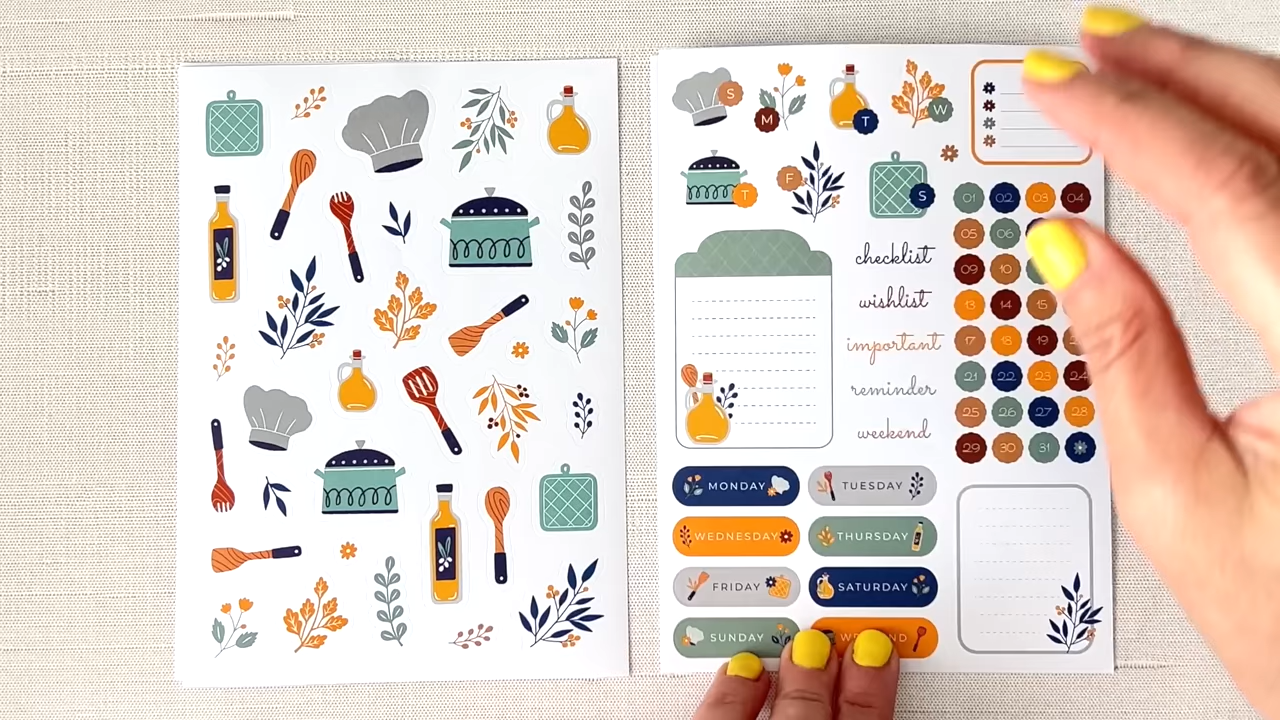 S
M
T
W
T
F
S
01 02 03 04
05 06
checklist
09 10
wishlist
13 14 15
important
17 18 19
reminder
21 22 23 24
weekend
25 26 27 28
29 30 31
MONDAY TUESDAY
WEDNESDAY THURSDAY
FRIDAY SATURDAY
SUNDAY